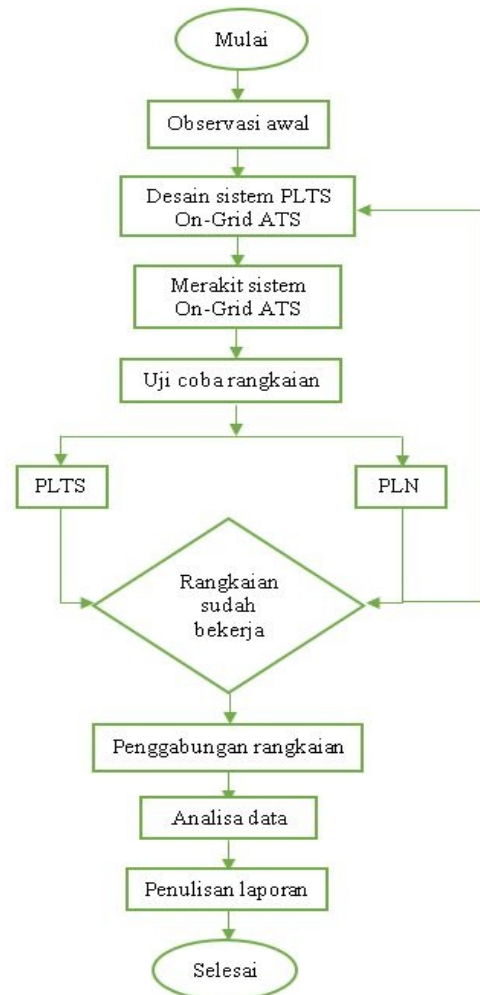 Mulai
Observasi awal
Desain sistem PLTS
On-Grid ATS
Merakit sistem
On-Grid ATS
Uji coba rangkaian
PLTS
PLN
Rangkaian
sudah
bekerja
Penggabungan rangkaian
Analisa data
Penulisan laporan
Selesai